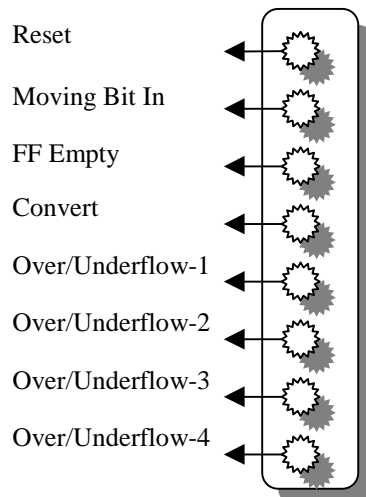 Reset
Moving Bit In
FF Empty
Convert
Over/Underflow-1
Over/Underflow-2
Over/Underflow-3
Over/Underflow-4